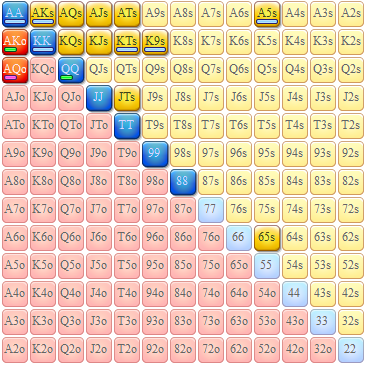 AA AKs AQs AJs ATs A9s A8s A7s A6s A5s A4s A3s A2s
AKo KK KQs KJs KTs K9s K8s K7s K6s K5s K4s K3s K2s
AQo KQo QQ QJs QTs Q9s Q8s Q7s Q6s Q5s Q4s Q3s Q2s
AJo KJo QJo JJ JTs J9s J8s J7s J6s J5s J4s J3s J2s
ATo KTo QTo JTo TT T9s T8s T7s T6s T5s T4s T3s T2s
A9o K9o Q9o J9o T9o 99 98s 97s 96s 95s 94s 93s 92s
A8o K8o Q8o J8o T8o 98o 88 87s 86s 85s 84s 83s 82s
A7o K7o Q7o J7o T7o 97o 87o 77 76s 75s 74s 73s 72s
A6o K6o Q6o J6o T6o 96o 86o 76o 66 65s 64s 63s 62s
A5o K5o Q5o J5o T5o 95o 85o 75o 65o 55 54s 53s 52s
A4o K4o Q4o J4o T4o 94o 84o 74o 64o 54o 44 43s 42s
A3o K3o Q3o J3o T3o 93o 83o 73o 63o 53o 43o 33 32s
A2o K2o Q2o J2o T2o 92o 82o 72o 62o 52o 42o 32o 22